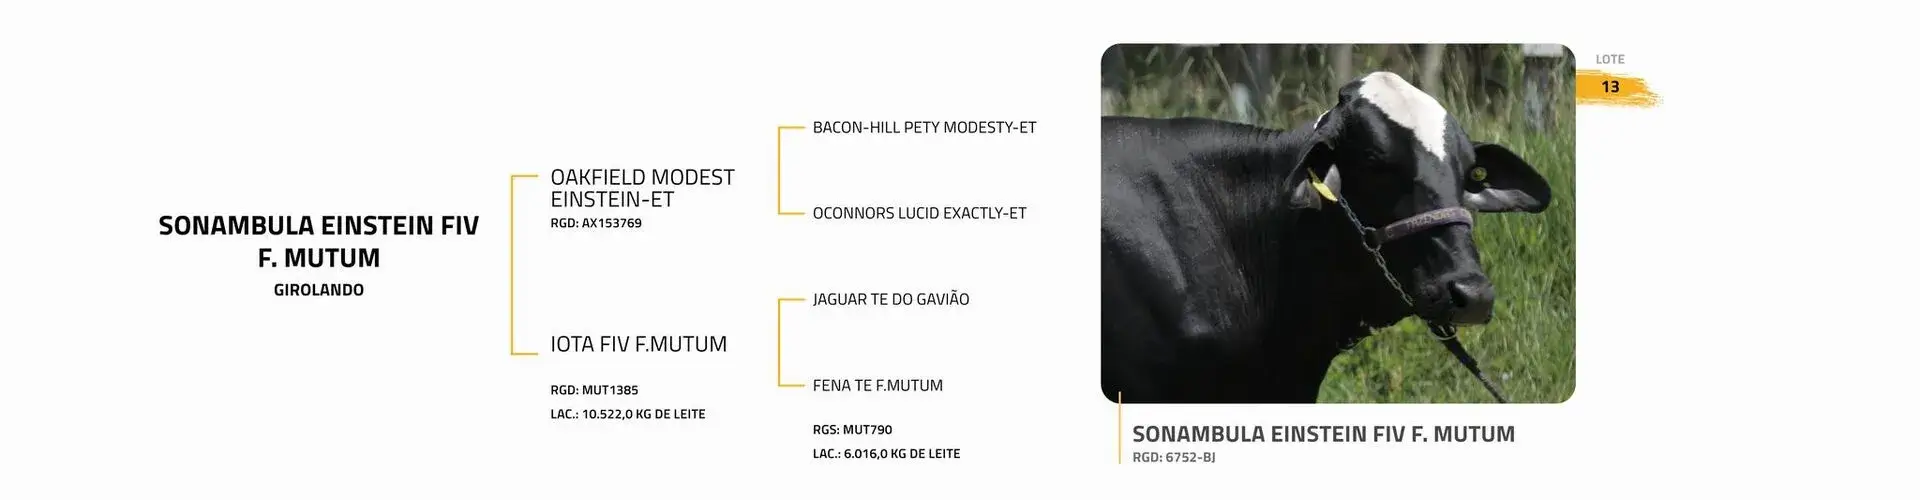 SONAMBULA EINSTEIN FIV
F. MUTUM
GIROLANDO
OAKFIELD MODEST
EINSTEIN-ET
RGD: AX153769
IOTA FIV F.MUTUM
RGD: MUT1385
LAC.: 10.522,0 KG DE LEITE
BACON-HILL PETY MODESTY-ET
OCONNORS LUCID EXACTLY-ET
JAGUAR TE DO GAVIÃO
FENA TE F.MUTUM
RGS: MUT790
LAC.: 6.016,0 KG DE LEITE
LOTE
13
SONAMBULA EINSTEIN FIV F. MUTUM
RGD: 6752-BJ